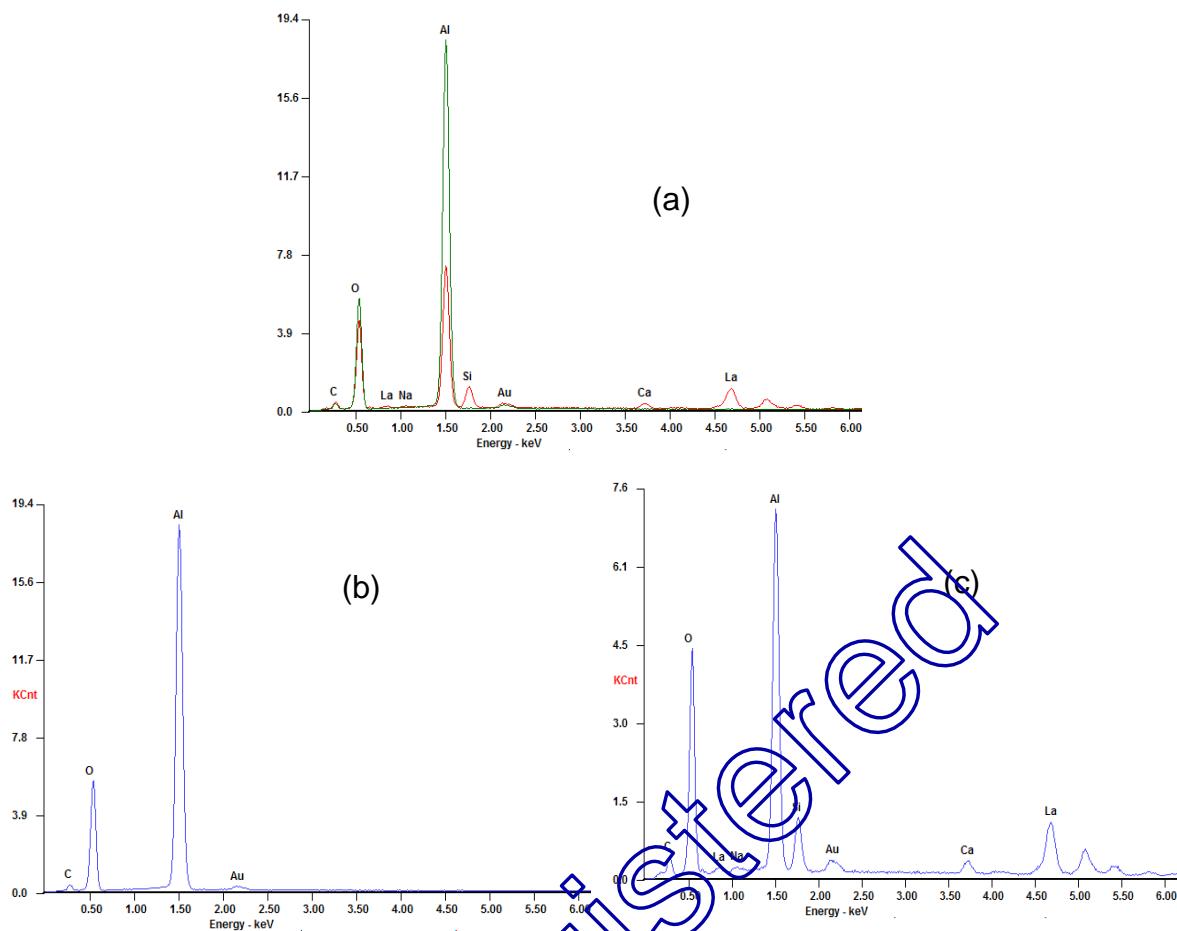 19.4
15.6
11.7
7.8
3.9
0.0
Al
O
C
La
Na
Si
Au
Ca
La
(a)
0.50 1.00 1.50 2.00 2.50 3.00 3.50 4.00 4.50 5.00 5.50 6.00
Energy - keV
19.4
15.6
11.7
KCnt
7.8
3.9
0.0
Al
O
C
Au
(b)
0.50 1.00 1.50 2.00 2.50 3.00 3.50 4.00 4.50 5.00 6.00
Energy - keV
7.6
6.1
4.5
KCnt
3.0
1.5
0.0
Al
O
C
La
Na
Si
Au
Ca
La
(c)
0.50 1.00 1.50 2.00 2.50 3.00 3.50 4.00 4.50 5.00 5.50 6.00
Energy - keV
istered